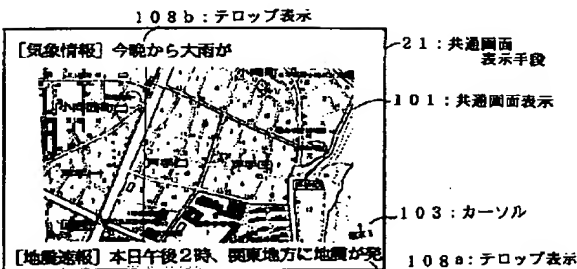 108b:テロップ表示
[気象情報] 今晩から大雨が
21:共通画面
表示手段
101:共通画面表示
103:カーソル
[地震速報] 本日午後2時、関東地方に地震が発
108a:テロップ表示